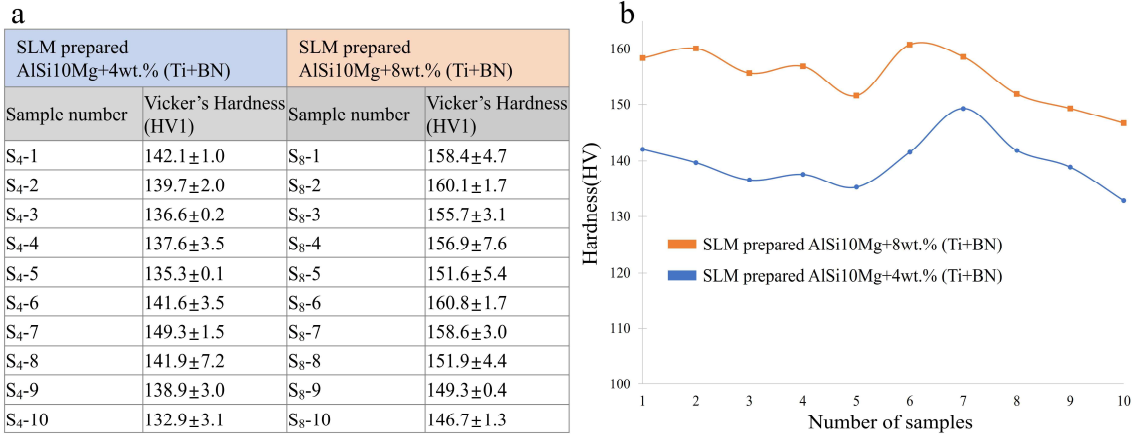 a
SLM prepared
AlSi10Mg+4wt.% (Ti+BN)
SLM prepared
AlSi10Mg+8wt.% (Ti+BN)
Sample number
Vicker's Hardness
(HV1)
Sample number
Vicker's Hardness
(HV1)
S₄-1 142.1±1.0 S₈-1 158.4±4.7
S₄-2 139.7±2.0 S₈-2 160.1±1.7
S₄-3 136.6±0.2 S₈-3 155.7±3.1
S₄-4 137.6±3.5 S₈-4 156.9±7.6
S₄-5 135.3±0.1 S₈-5 151.6±5.4
S₄-6 141.6±3.5 S₈-6 160.8±1.7
S₄-7 149.3±1.5 S₈-7 158.6±3.0
S₄-8 141.9±7.2 S₈-8 151.9±4.4
S₄-9 138.9±3.0 S₈-9 149.3±0.4
S₄-10 132.9±3.1 S₈-10 146.7±1.3
b
Hardness(HV)
160
150
140
130
120
110
100
SLM prepared AlSi10Mg+8wt.% (Ti+BN)
SLM prepared AlSi10Mg+4wt.% (Ti+BN)
1 2 3 4 5 6 7 8 9 10
Number of samples